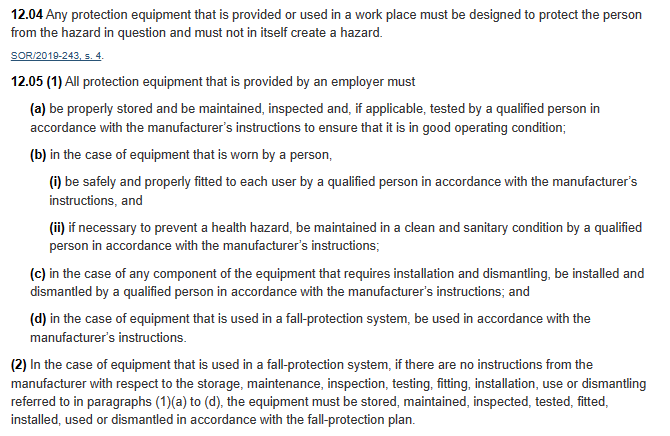 12.04 Any protection equipment that is provided or used in a work place must be designed to protect the person
from the hazard in question and must not in itself create a hazard.
SOR/2019-243, s. 4.
12.05 (1) All protection equipment that is provided by an employer must
(a) be properly stored and be maintained, inspected and, if applicable, tested by a qualified person in
accordance with the manufacturer’s instructions to ensure that it is in good operating condition;
(b) in the case of equipment that is worn by a person,
(i) be safely and properly fitted to each user by a qualified person in accordance with the manufacturer’s
instructions, and
(ii) if necessary to prevent a health hazard, be maintained in a clean and sanitary condition by a qualified
person in accordance with the manufacturer’s instructions;
(c) in the case of any component of the equipment that requires installation and dismantling, be installed and
dismantled by a qualified person in accordance with the manufacturer’s instructions; and
(d) in the case of equipment that is used in a fall-protection system, be used in accordance with the
manufacturer’s instructions.
(2) In the case of equipment that is used in a fall-protection system, if there are no instructions from the
manufacturer with respect to the storage, maintenance, inspection, testing, fitting, installation, use or dismantling
referred to in paragraphs (1)(a) to (d), the equipment must be stored, maintained, inspected, tested, fitted,
installed, used or dismantled in accordance with the fall-protection plan.